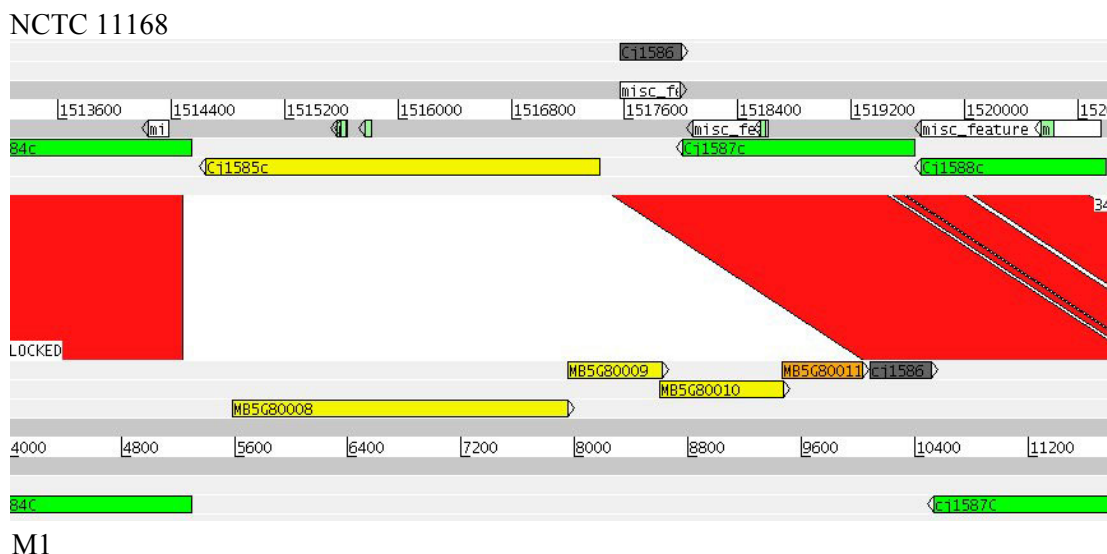 NCTC 11168
Cj1586
misc_fe
1513600 1514400 1515200 1516000 1516800 1517600 1518400 1519200 1520000 152
mi misc_fe misc_feature m
84c Cj1587c
Cj1585c Cj1588c
34
LOCKED
MB5G80009 MB5G80011 cj1586
MB5G80010
MB5G80008
4000 4800 5600 6400 7200 8000 8800 9600 10400 11200
84C cj1587C
M1